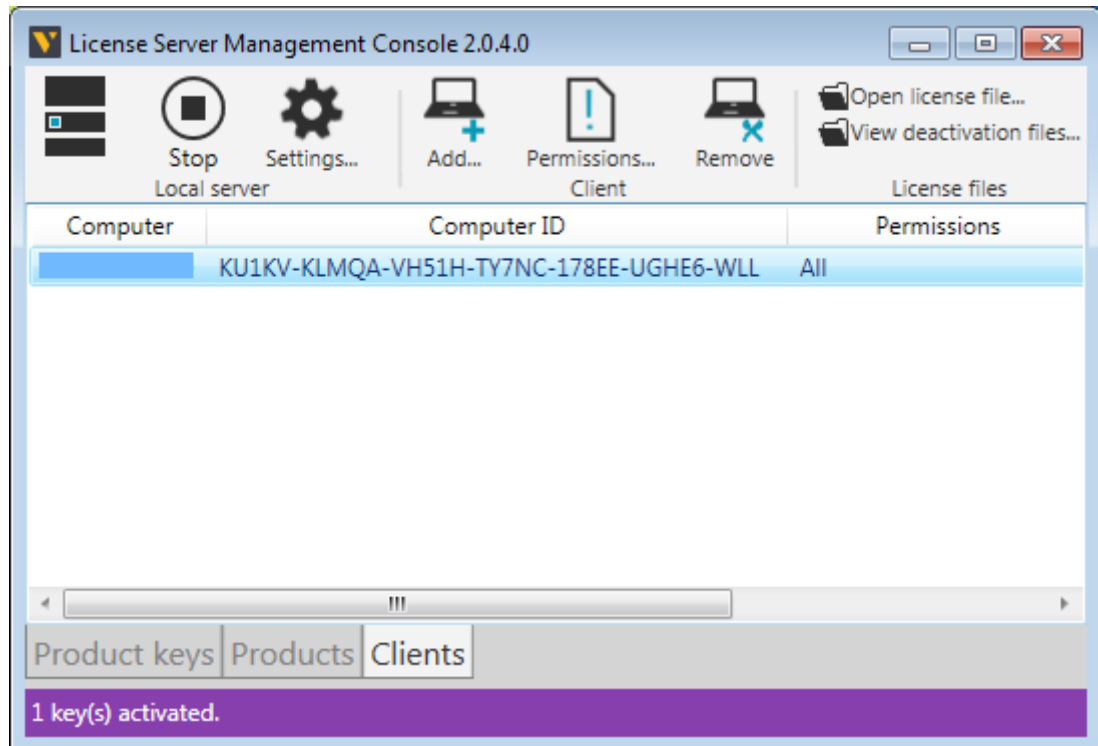 License Server Management Console 2.0.4.0
Stop Settings... Add... Permissions... Remove
Open license file...
View deactivation files...
Local server Client License files
Computer Computer ID Permissions
KU1KV-KLMQA-VH51H-TY7NC-178EE-UGHE6-WLL All
Product keys Products Clients
1 key(s) activated.